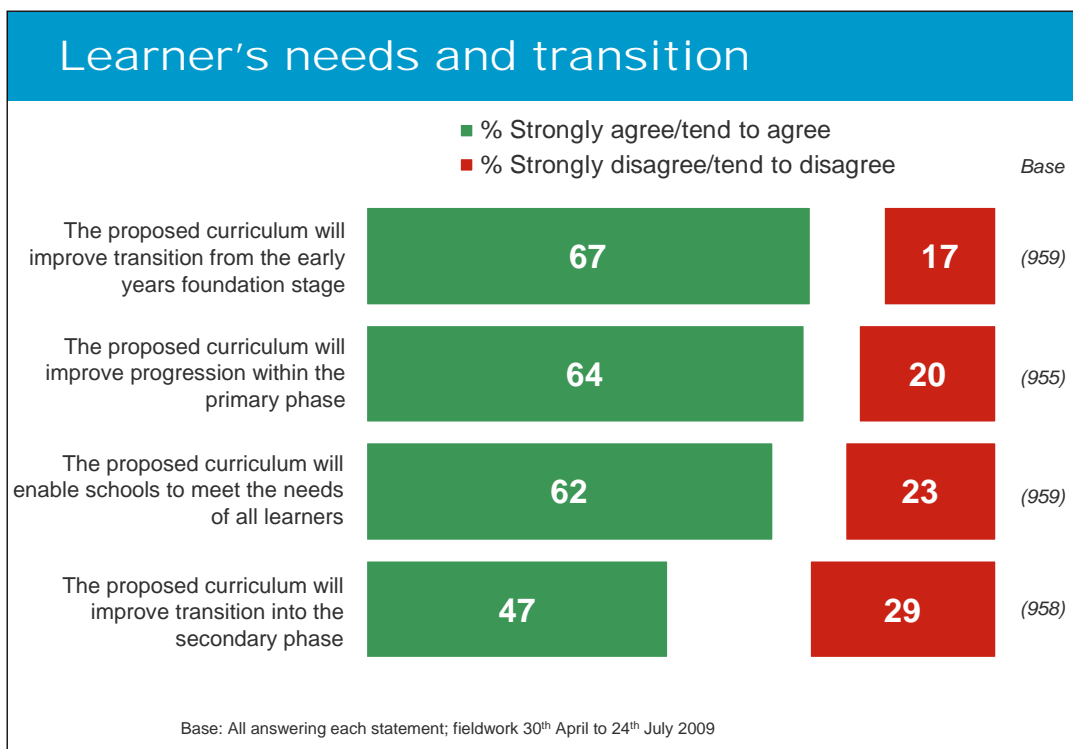 Learner's needs and transition
% Strongly agree/tend to agree
% Strongly disagree/tend to disagree
Base
The proposed curriculum will
improve transition from the early
years foundation stage
67
17
(959)
The proposed curriculum will
improve progression within the
primary phase
64
20
(955)
The proposed curriculum will
enable schools to meet the needs
of all learners
62
23
(959)
The proposed curriculum will
improve transition into the
secondary phase
47
29
(958)
Base: All answering each statement; fieldwork 30th April to 24th July 2009